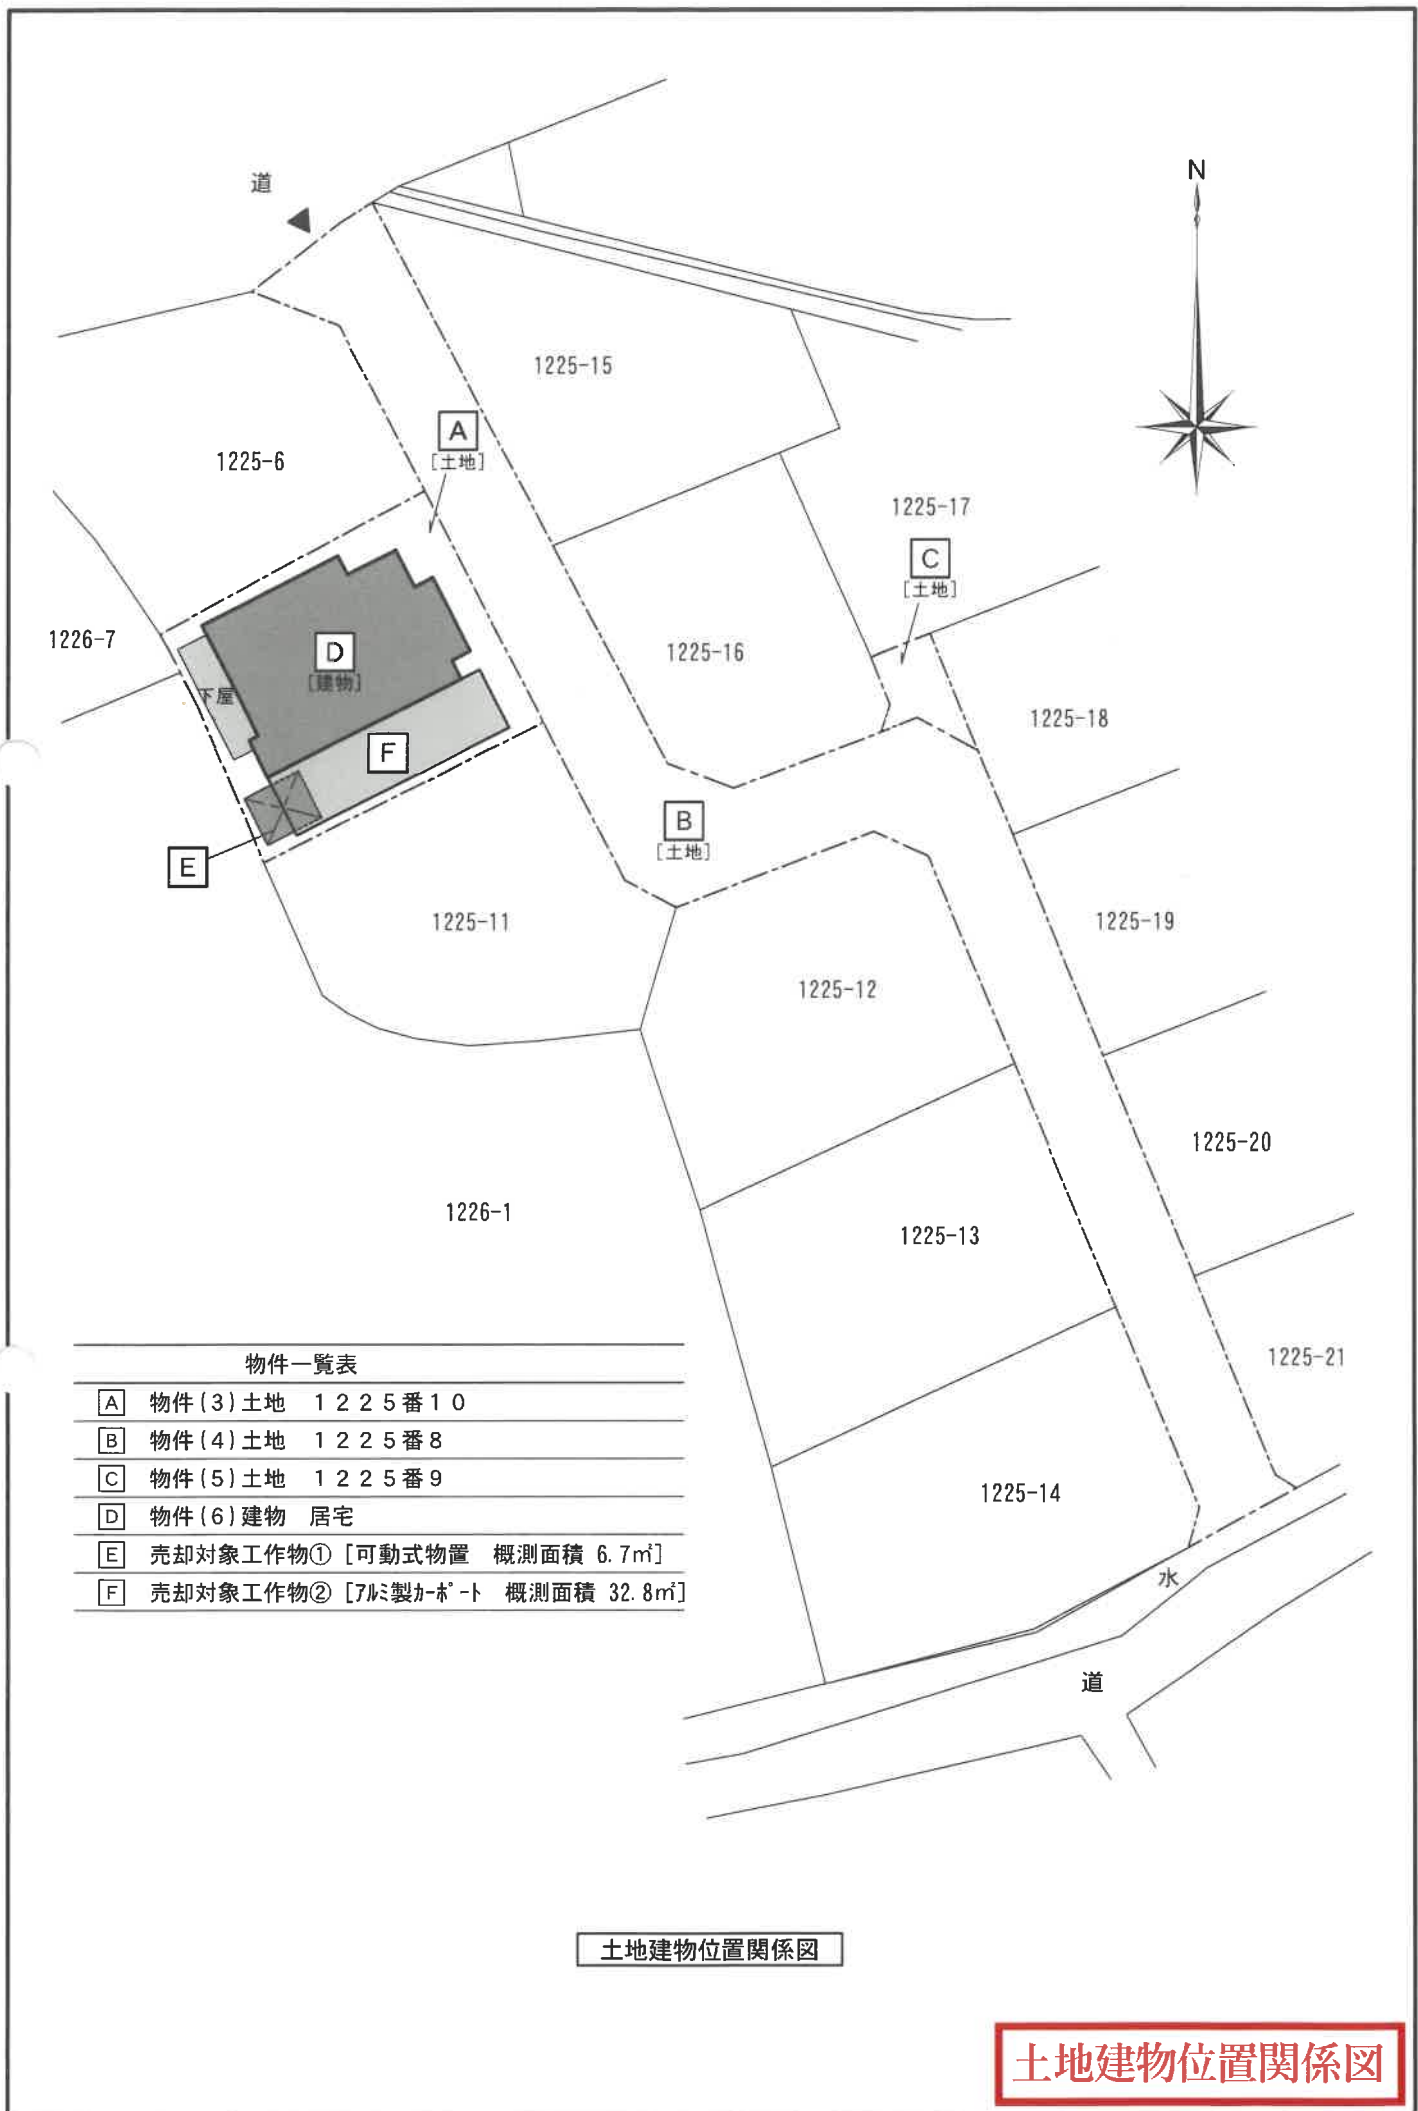 道
N
1225-15
A
[土地]
1225-6
1225-17
C
[土地]
1226-7
D
[建物]
1225-16
下屋
1225-18
F
B
[土地]
E
1225-11
1225-19
1225-12
1225-20
1226-1
1225-13
1225-21
物件一覧表
A 物件(3)土地 1225番10
B 物件(4)土地 1225番8
C 物件(5)土地 1225番9
D 物件(6)建物 居宅
E 売却対象工作物① [可動式物置 概測面積 6.7㎡]
F 売却対象工作物② [ｱﾙﾐ製ｶｰﾎﾟｰﾄ 概測面積 32.8㎡]
1225-14
水
道
土地建物位置関係図
土地建物位置関係図